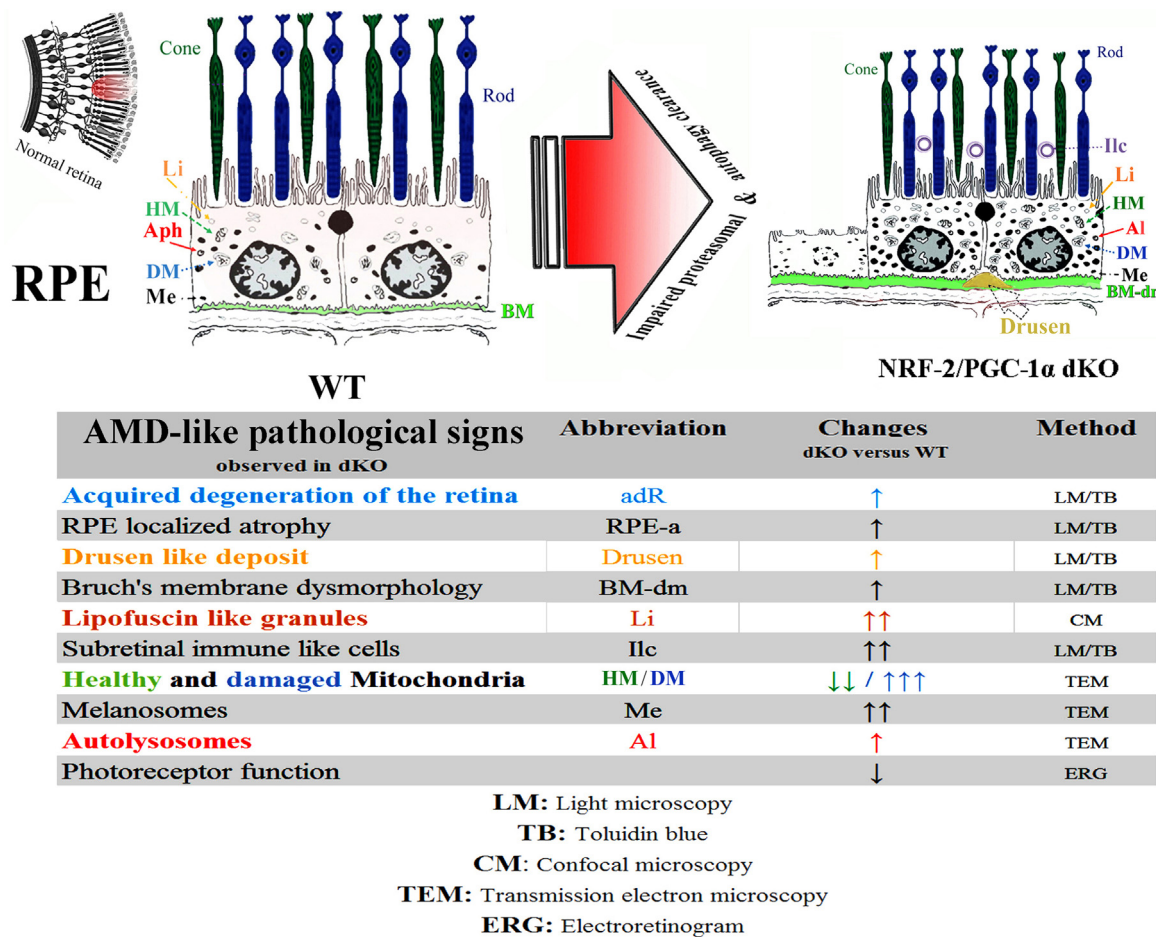 Normal retina
Cone
Rod
Li
HM
Aph
DM
Me
RPE
BM
WT
Impaired proteasomal & autophagy clearance
Cone
Rod
Ilc
Li
HM
Al
DM
Me
BM-dr
Drusen
NRF-2/PGC-1α dKO
AMD-like pathological signs Abbreviation Changes Method
observed in dKO dKO versus WT
Acquired degeneration of the retina adR ↑ LM/TB
RPE localized atrophy RPE-a ↑ LM/TB
Drusen like deposit Drusen ↑ LM/TB
Bruch's membrane dysmorphology BM-dm ↑ LM/TB
Lipofuscin like granules Li ↑↑ CM
Subretinal immune like cells Ilc ↑↑ LM/TB
Healthy and damaged Mitochondria HM/DM ↓↓ / ↑↑↑ TEM
Melanosomes Me ↑↑ TEM
Autolysosomes Al ↑ TEM
Photoreceptor function ↓ ERG
LM: Light microscopy
TB: Toluidin blue
CM: Confocal microscopy
TEM: Transmission electron microscopy
ERG: Electroretinogram